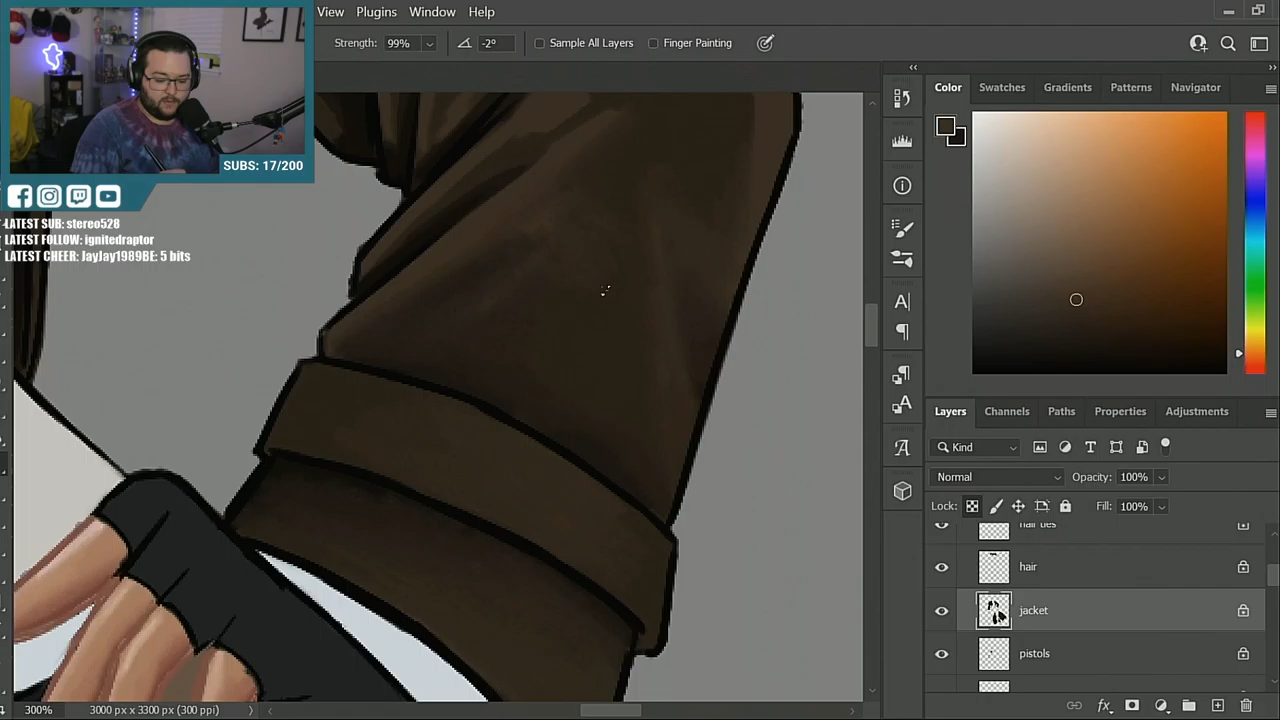 View Plugins Window Help
Strength: 99% -2° Sample All Layers Finger Painting
SUBS: 17/200
LATEST SUB: stereo528
LATEST FOLLOW: ignitedraptor
LATEST CHEER: JayJay1989BE: 5 bits
Color Swatches Gradients Patterns Navigator
Layers Channels Paths Properties Adjustments
Kind
Normal Opacity: 100%
Lock: Fill: 100%
hair ties
hair
jacket
pistols
300% 3000 px x 3300 px (300 ppi)